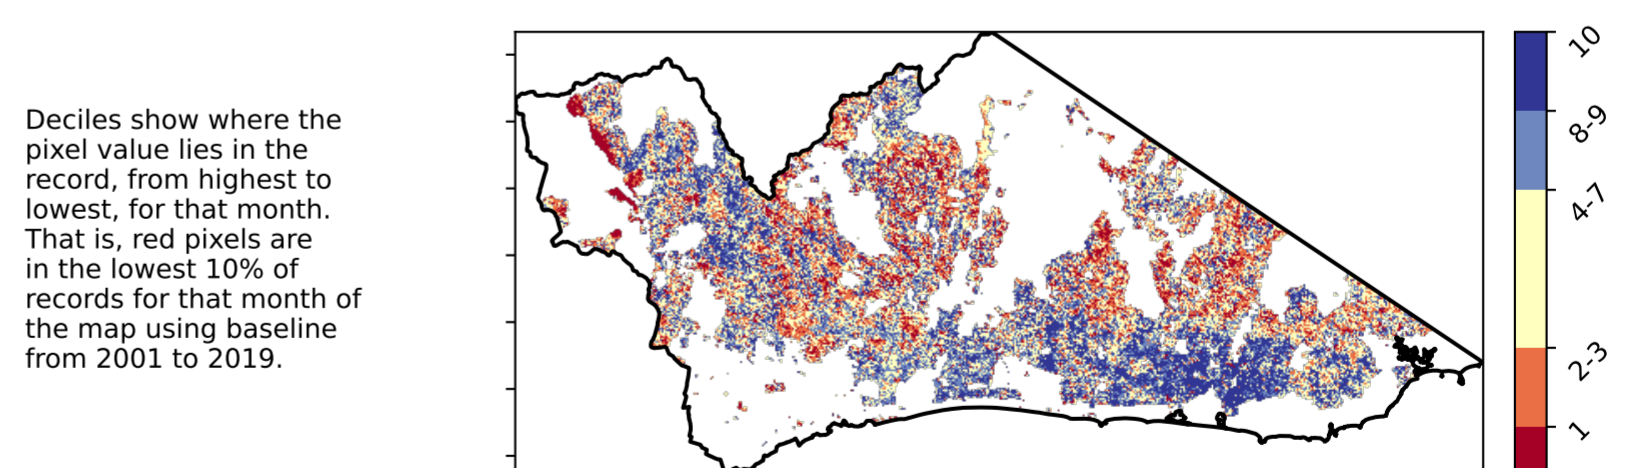 Deciles show where the
pixel value lies in the
record, from highest to
lowest, for that month.
That is, red pixels are
in the lowest 10% of
records for that month of
the map using baseline
from 2001 to 2019.
10
8-9
4-7
2-3
1